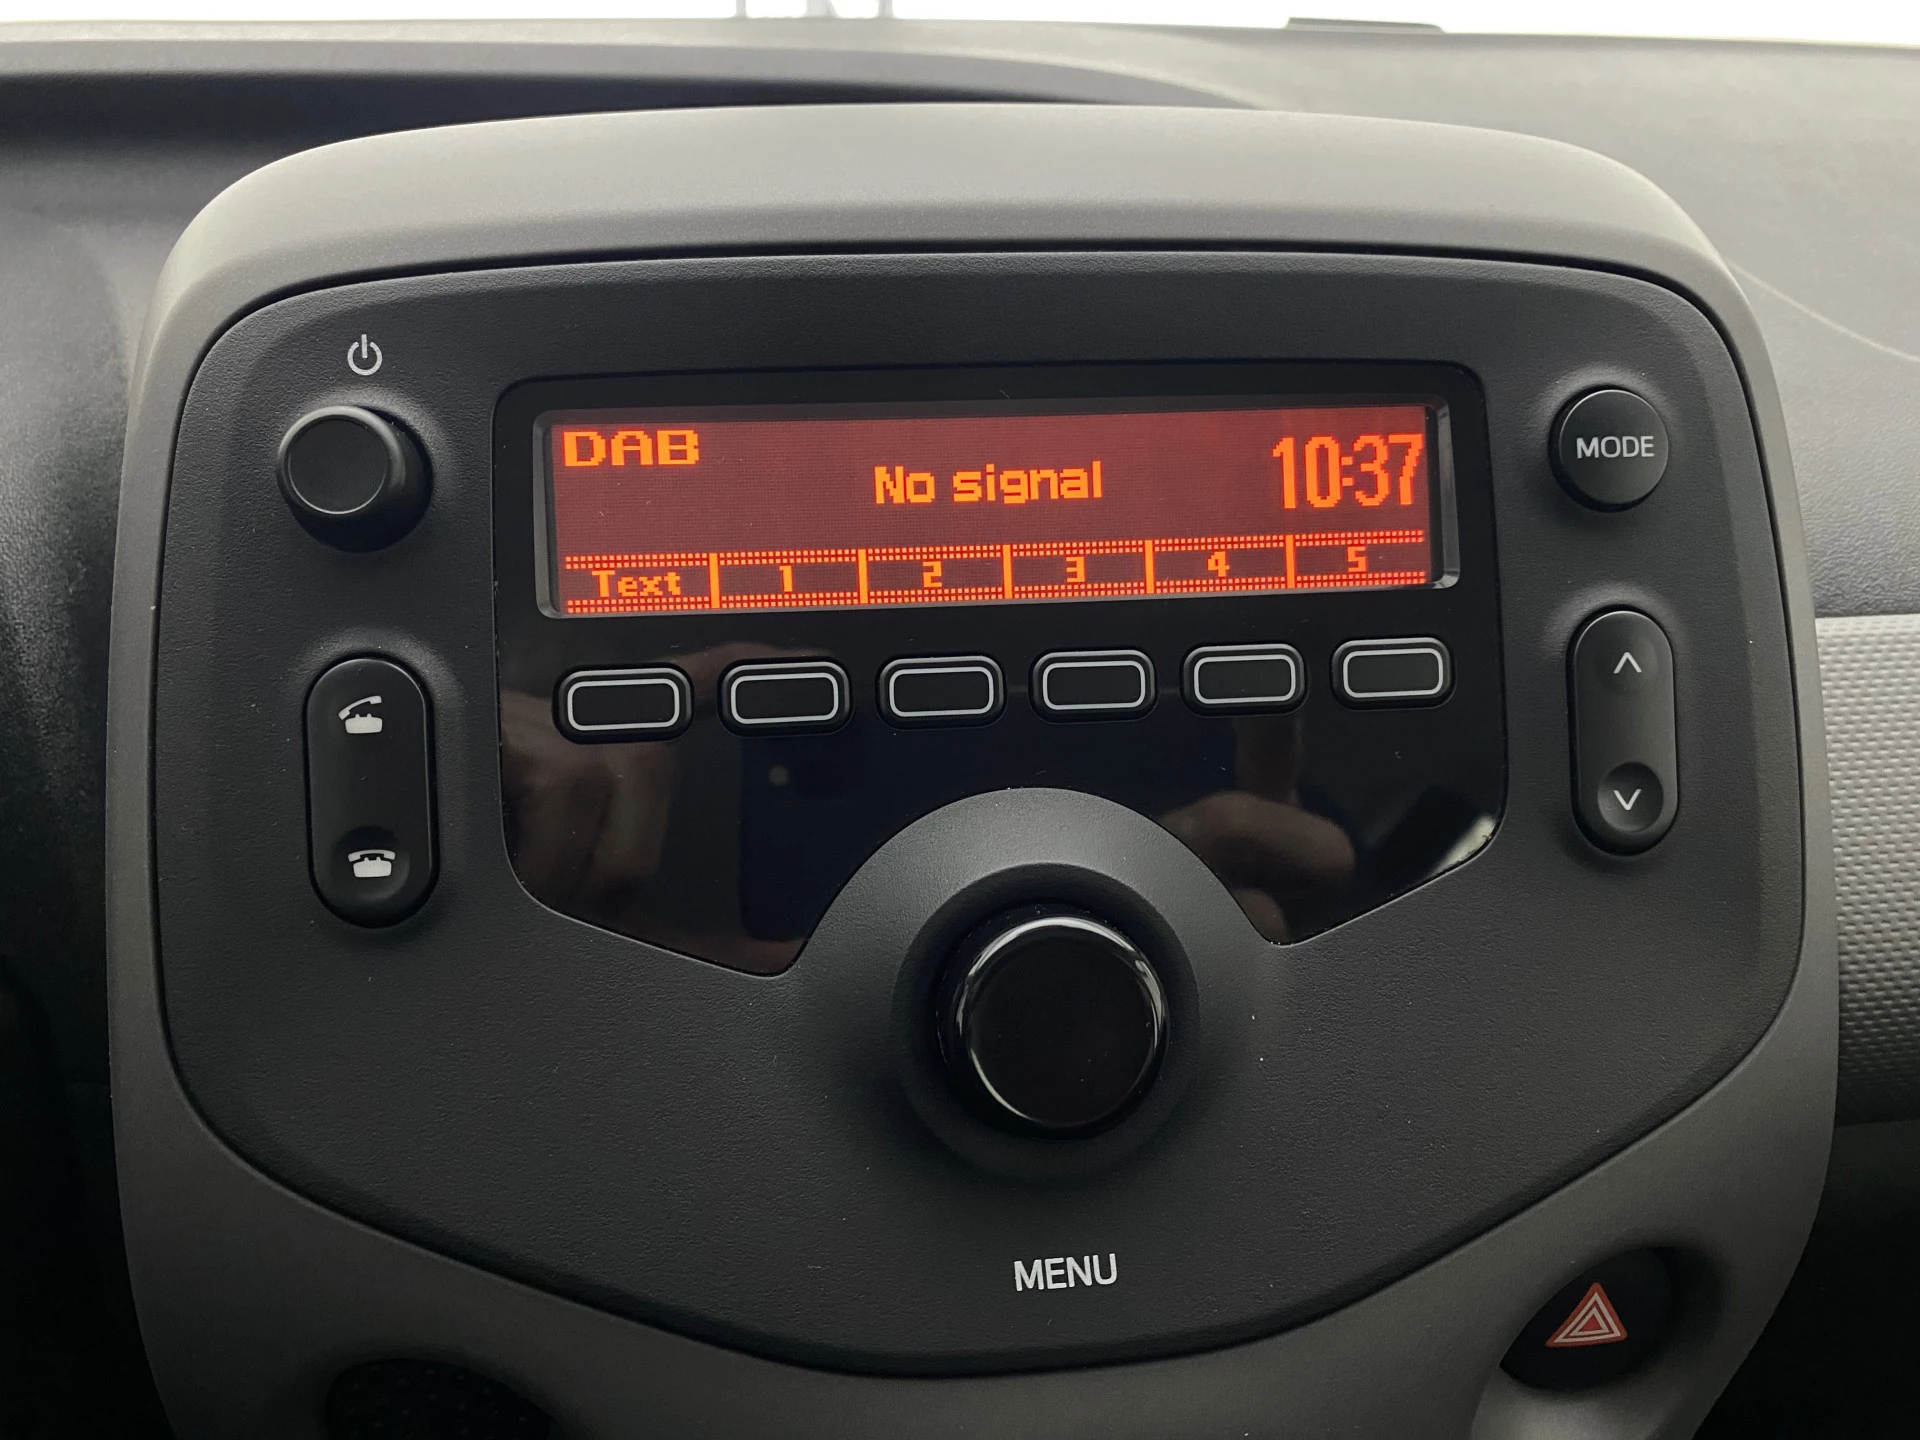 DAB
No signal
10:37
Text 1 2 3 4 5
MODE
MENU